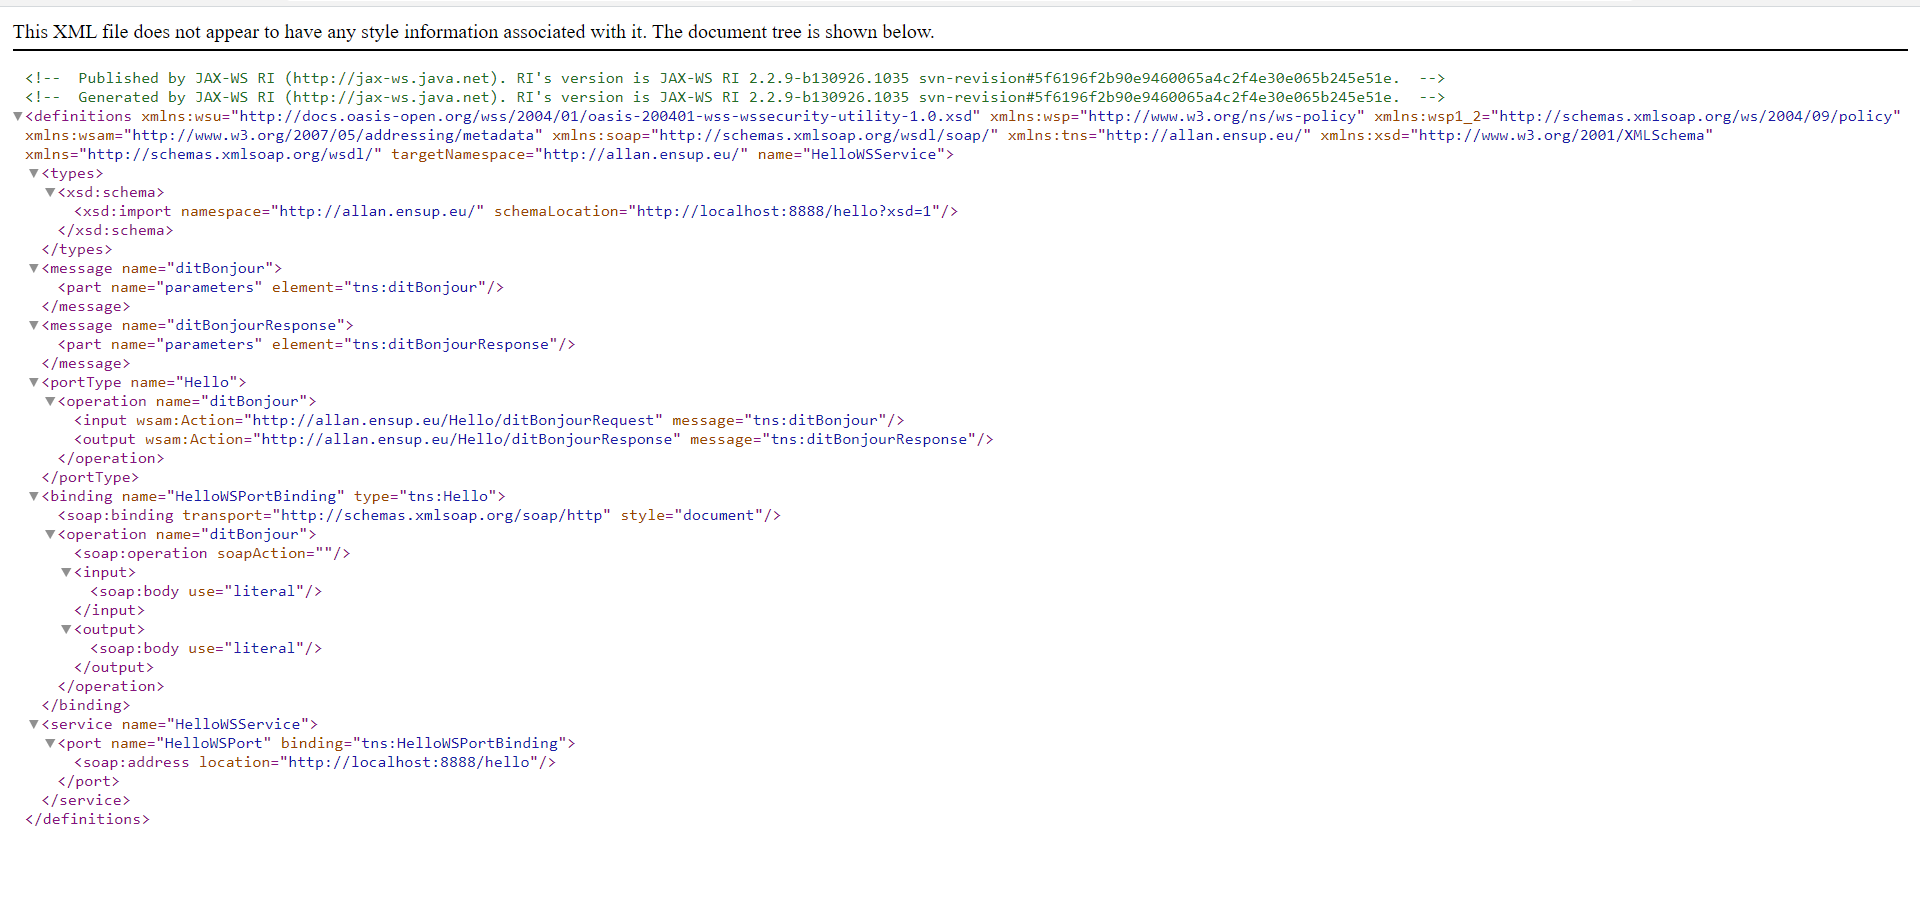 This XML file does not appear to have any style information associated with it. The document tree is shown below.
<!--  Published by JAX-WS RI (http://jax-ws.java.net). RI's version is JAX-WS RI 2.2.9-b130926.1035 svn-revision#5f6196f2b90e9460065a4c2f4e30e065b245e51e.  -->
<!--  Generated by JAX-WS RI (http://jax-ws.java.net). RI's version is JAX-WS RI 2.2.9-b130926.1035 svn-revision#5f6196f2b90e9460065a4c2f4e30e065b245e51e.  -->
▼<definitions xmlns:wsu="http://docs.oasis-open.org/wss/2004/01/oasis-200401-wss-wssecurity-utility-1.0.xsd" xmlns:wsp="http://www.w3.org/ns/ws-policy" xmlns:wsp1_2="http://schemas.xmlsoap.org/ws/2004/09/policy"
xmlns:wsam="http://www.w3.org/2007/05/addressing/metadata" xmlns:soap="http://schemas.xmlsoap.org/wsdl/soap/" xmlns:tns="http://allan.ensup.eu/" xmlns:xsd="http://www.w3.org/2001/XMLSchema"
xmlns="http://schemas.xmlsoap.org/wsdl/" targetNamespace="http://allan.ensup.eu/" name="HelloWSService">
▼<types>
▼<xsd:schema>
<xsd:import namespace="http://allan.ensup.eu/" schemaLocation="http://localhost:8888/hello?xsd=1"/>
</xsd:schema>
</types>
▼<message name="ditBonjour">
<part name="parameters" element="tns:ditBonjour"/>
</message>
▼<message name="ditBonjourResponse">
<part name="parameters" element="tns:ditBonjourResponse"/>
</message>
▼<portType name="Hello">
▼<operation name="ditBonjour">
<input wsam:Action="http://allan.ensup.eu/Hello/ditBonjourRequest" message="tns:ditBonjour"/>
<output wsam:Action="http://allan.ensup.eu/Hello/ditBonjourResponse" message="tns:ditBonjourResponse"/>
</operation>
</portType>
▼<binding name="HelloWSPortBinding" type="tns:Hello">
<soap:binding transport="http://schemas.xmlsoap.org/soap/http" style="document"/>
▼<operation name="ditBonjour">
<soap:operation soapAction=""/>
▼<input>
<soap:body use="literal"/>
</input>
▼<output>
<soap:body use="literal"/>
</output>
</operation>
</binding>
▼<service name="HelloWSService">
▼<port name="HelloWSPort" binding="tns:HelloWSPortBinding">
<soap:address location="http://localhost:8888/hello"/>
</port>
</service>
</definitions>